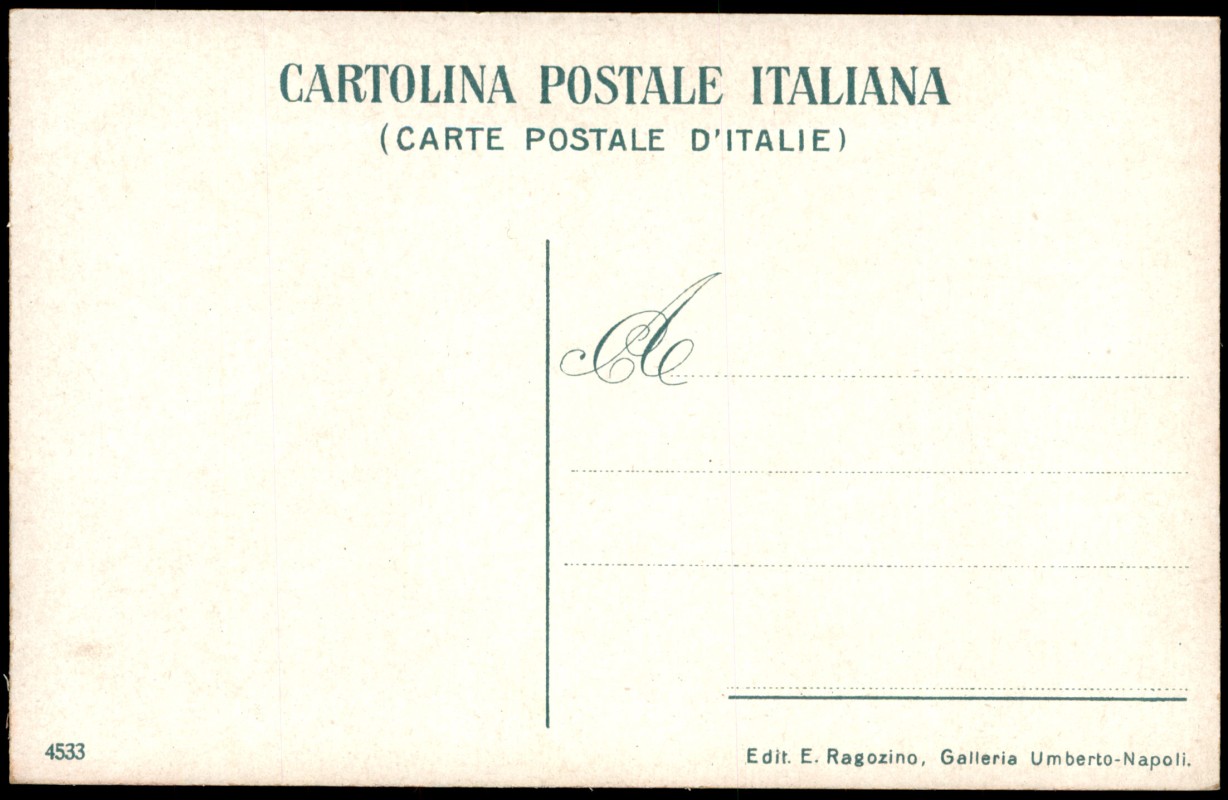 CARTOLINA POSTALE ITALIANA
(CARTE POSTALE D'ITALIE)
A
4533
Edit. E. Ragozino, Galleria Umberto-Napoli.